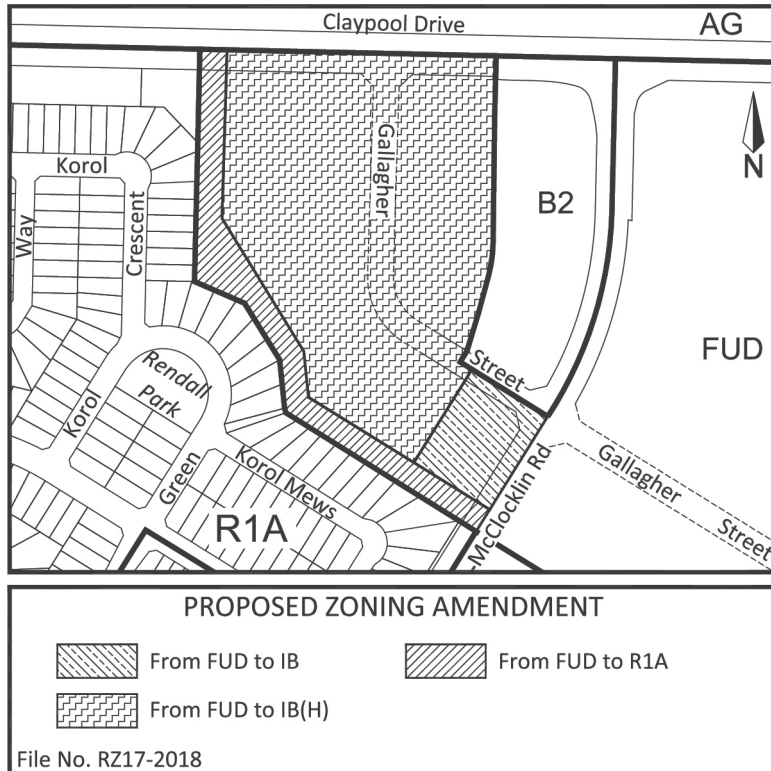 Claypool Drive
AG
N
Korol
Way
Crescent
Gallagher
B2
FUD
Street
Rendall
Park
Korol
Green
Korol Mews
R1A
McClocklin Rd
Gallagher
Street
PROPOSED ZONING AMENDMENT
From FUD to IB
From FUD to R1A
From FUD to IB(H)
File No. RZ17-2018